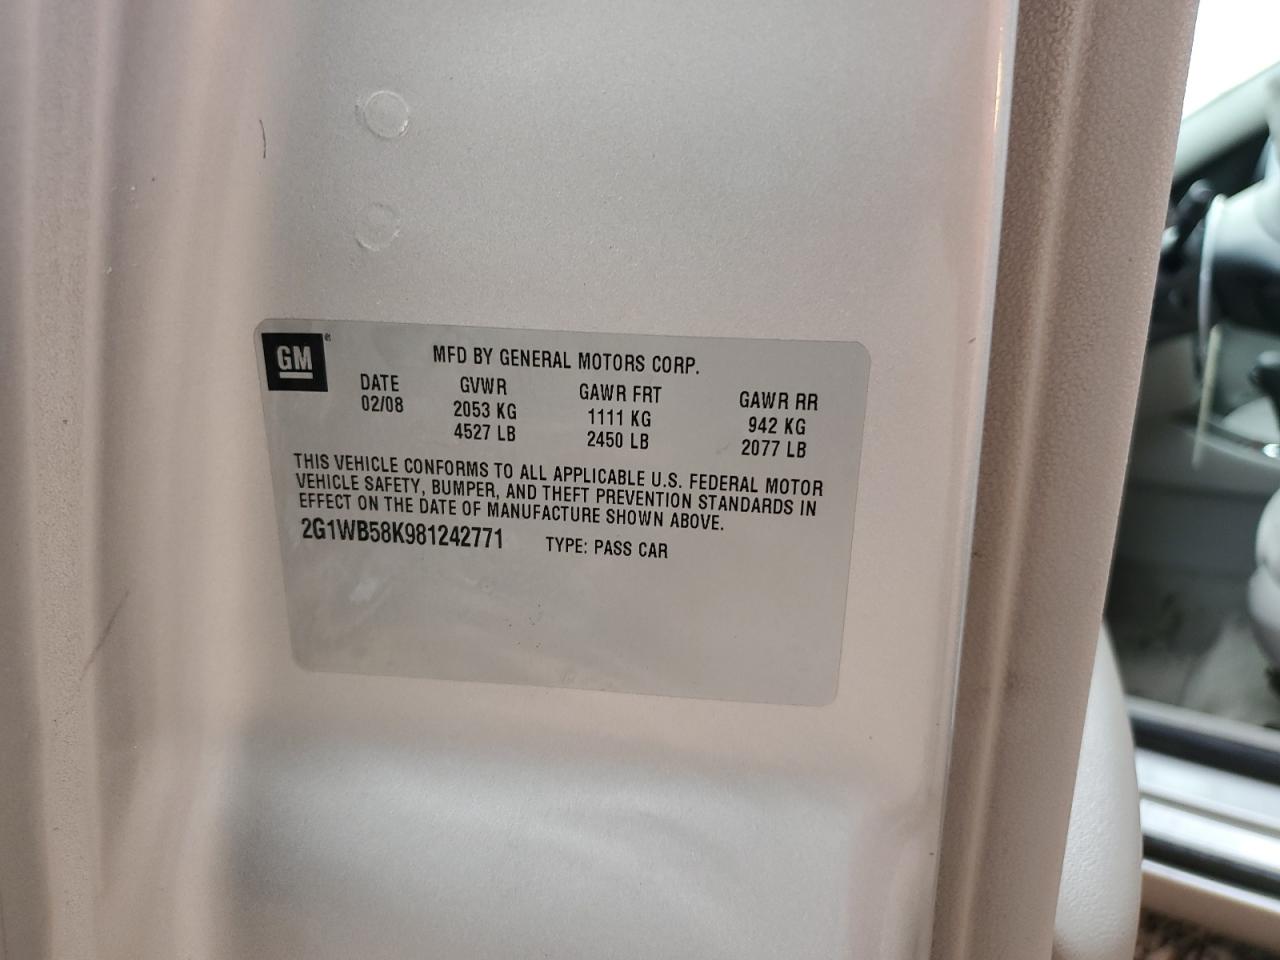 GM
MFD BY GENERAL MOTORS CORP.
DATE GVWR GAWR FRT GAWR RR
02/08 2053 KG 1111 KG 942 KG
4527 LB 2450 LB 2077 LB
THIS VEHICLE CONFORMS TO ALL APPLICABLE U.S. FEDERAL MOTOR
VEHICLE SAFETY, BUMPER, AND THEFT PREVENTION STANDARDS IN
EFFECT ON THE DATE OF MANUFACTURE SHOWN ABOVE.
2G1WB58K981242771 TYPE: PASS CAR